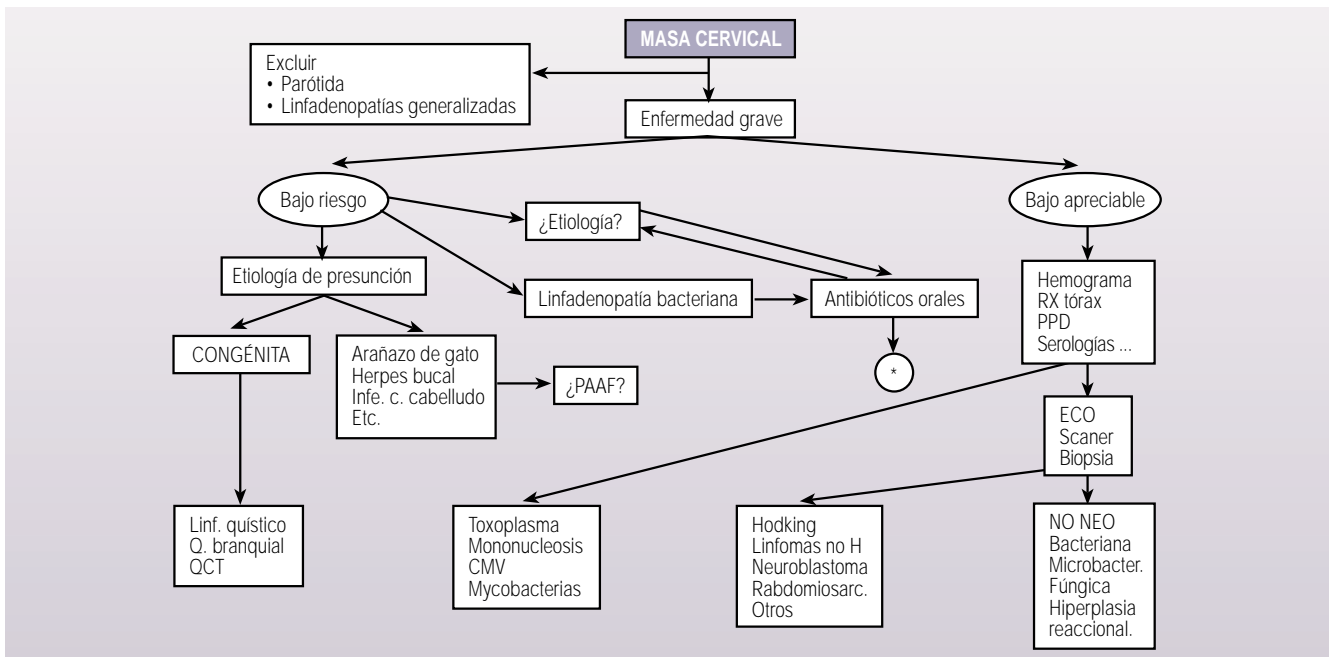 MASA CERVICAL
Excluir
• Parótida
• Linfadenopatías generalizadas
Enfermedad grave
Bajo riesgo
Bajo apreciable
¿Etiología?
Etiología de presunción
Linfadenopatía bacteriana
Antibióticos orales
Hemograma
RX tórax
PPD
Serologías ...
CONGÉNITA
Arañazo de gato
Herpes bucal
Infe. c. cabelludo
Etc.
¿PAAF?
*
ECO
Scaner
Biopsia
Linf. quístico
Q. branquial
QCT
Toxoplasma
Mononucleosis
CMV
Mycobacterias
Hodking
Linfomas no H
Neuroblastoma
Rabdomiosarc.
Otros
NO NEO
Bacteriana
Microbacter.
Fúngica
Hiperplasia
reaccional.